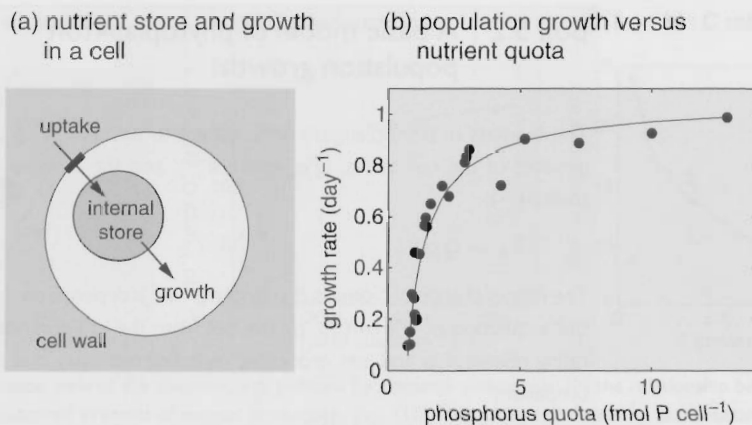 (a) nutrient store and growth
in a cell
uptake
internal
store
growth
cell wall
(b) population growth versus
nutrient quota
growth rate (day⁻¹)
1
0.8
0.6
0.4
0.2
0
0
5
10
phosphorus quota (fmol P cell⁻¹)